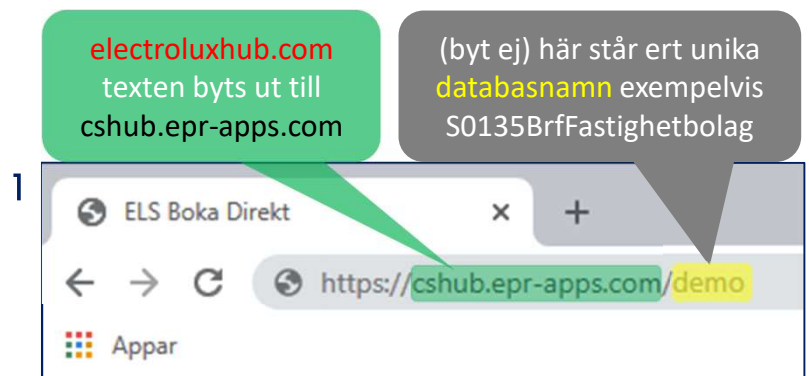 electroluxhub.com
texten byts ut till
cshub.epr-apps.com
(byt ej) här står ert unika
databasnamn exempelvis
S0135BrfFastighetbolag
1
ELS Boka Direkt
https://cshub.epr-apps.com/demo
Appar